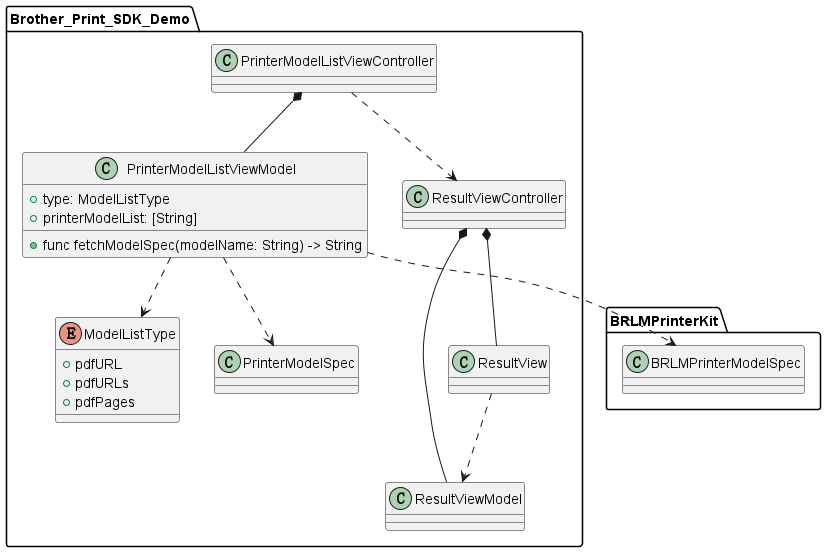 Brother_Print_SDK_Demo
C PrinterModelListViewController
C PrinterModelListViewModel
type: ModelListType
printerModelList: [String]
func fetchModelSpec(modelName: String) -> String
C ResultViewController
BRLMPrinterKit
E ModelListType
pdfURL
pdfURLs
pdfPages
C PrinterModelSpec
C ResultView
C BRLMPrinterModelSpec
C ResultViewModel